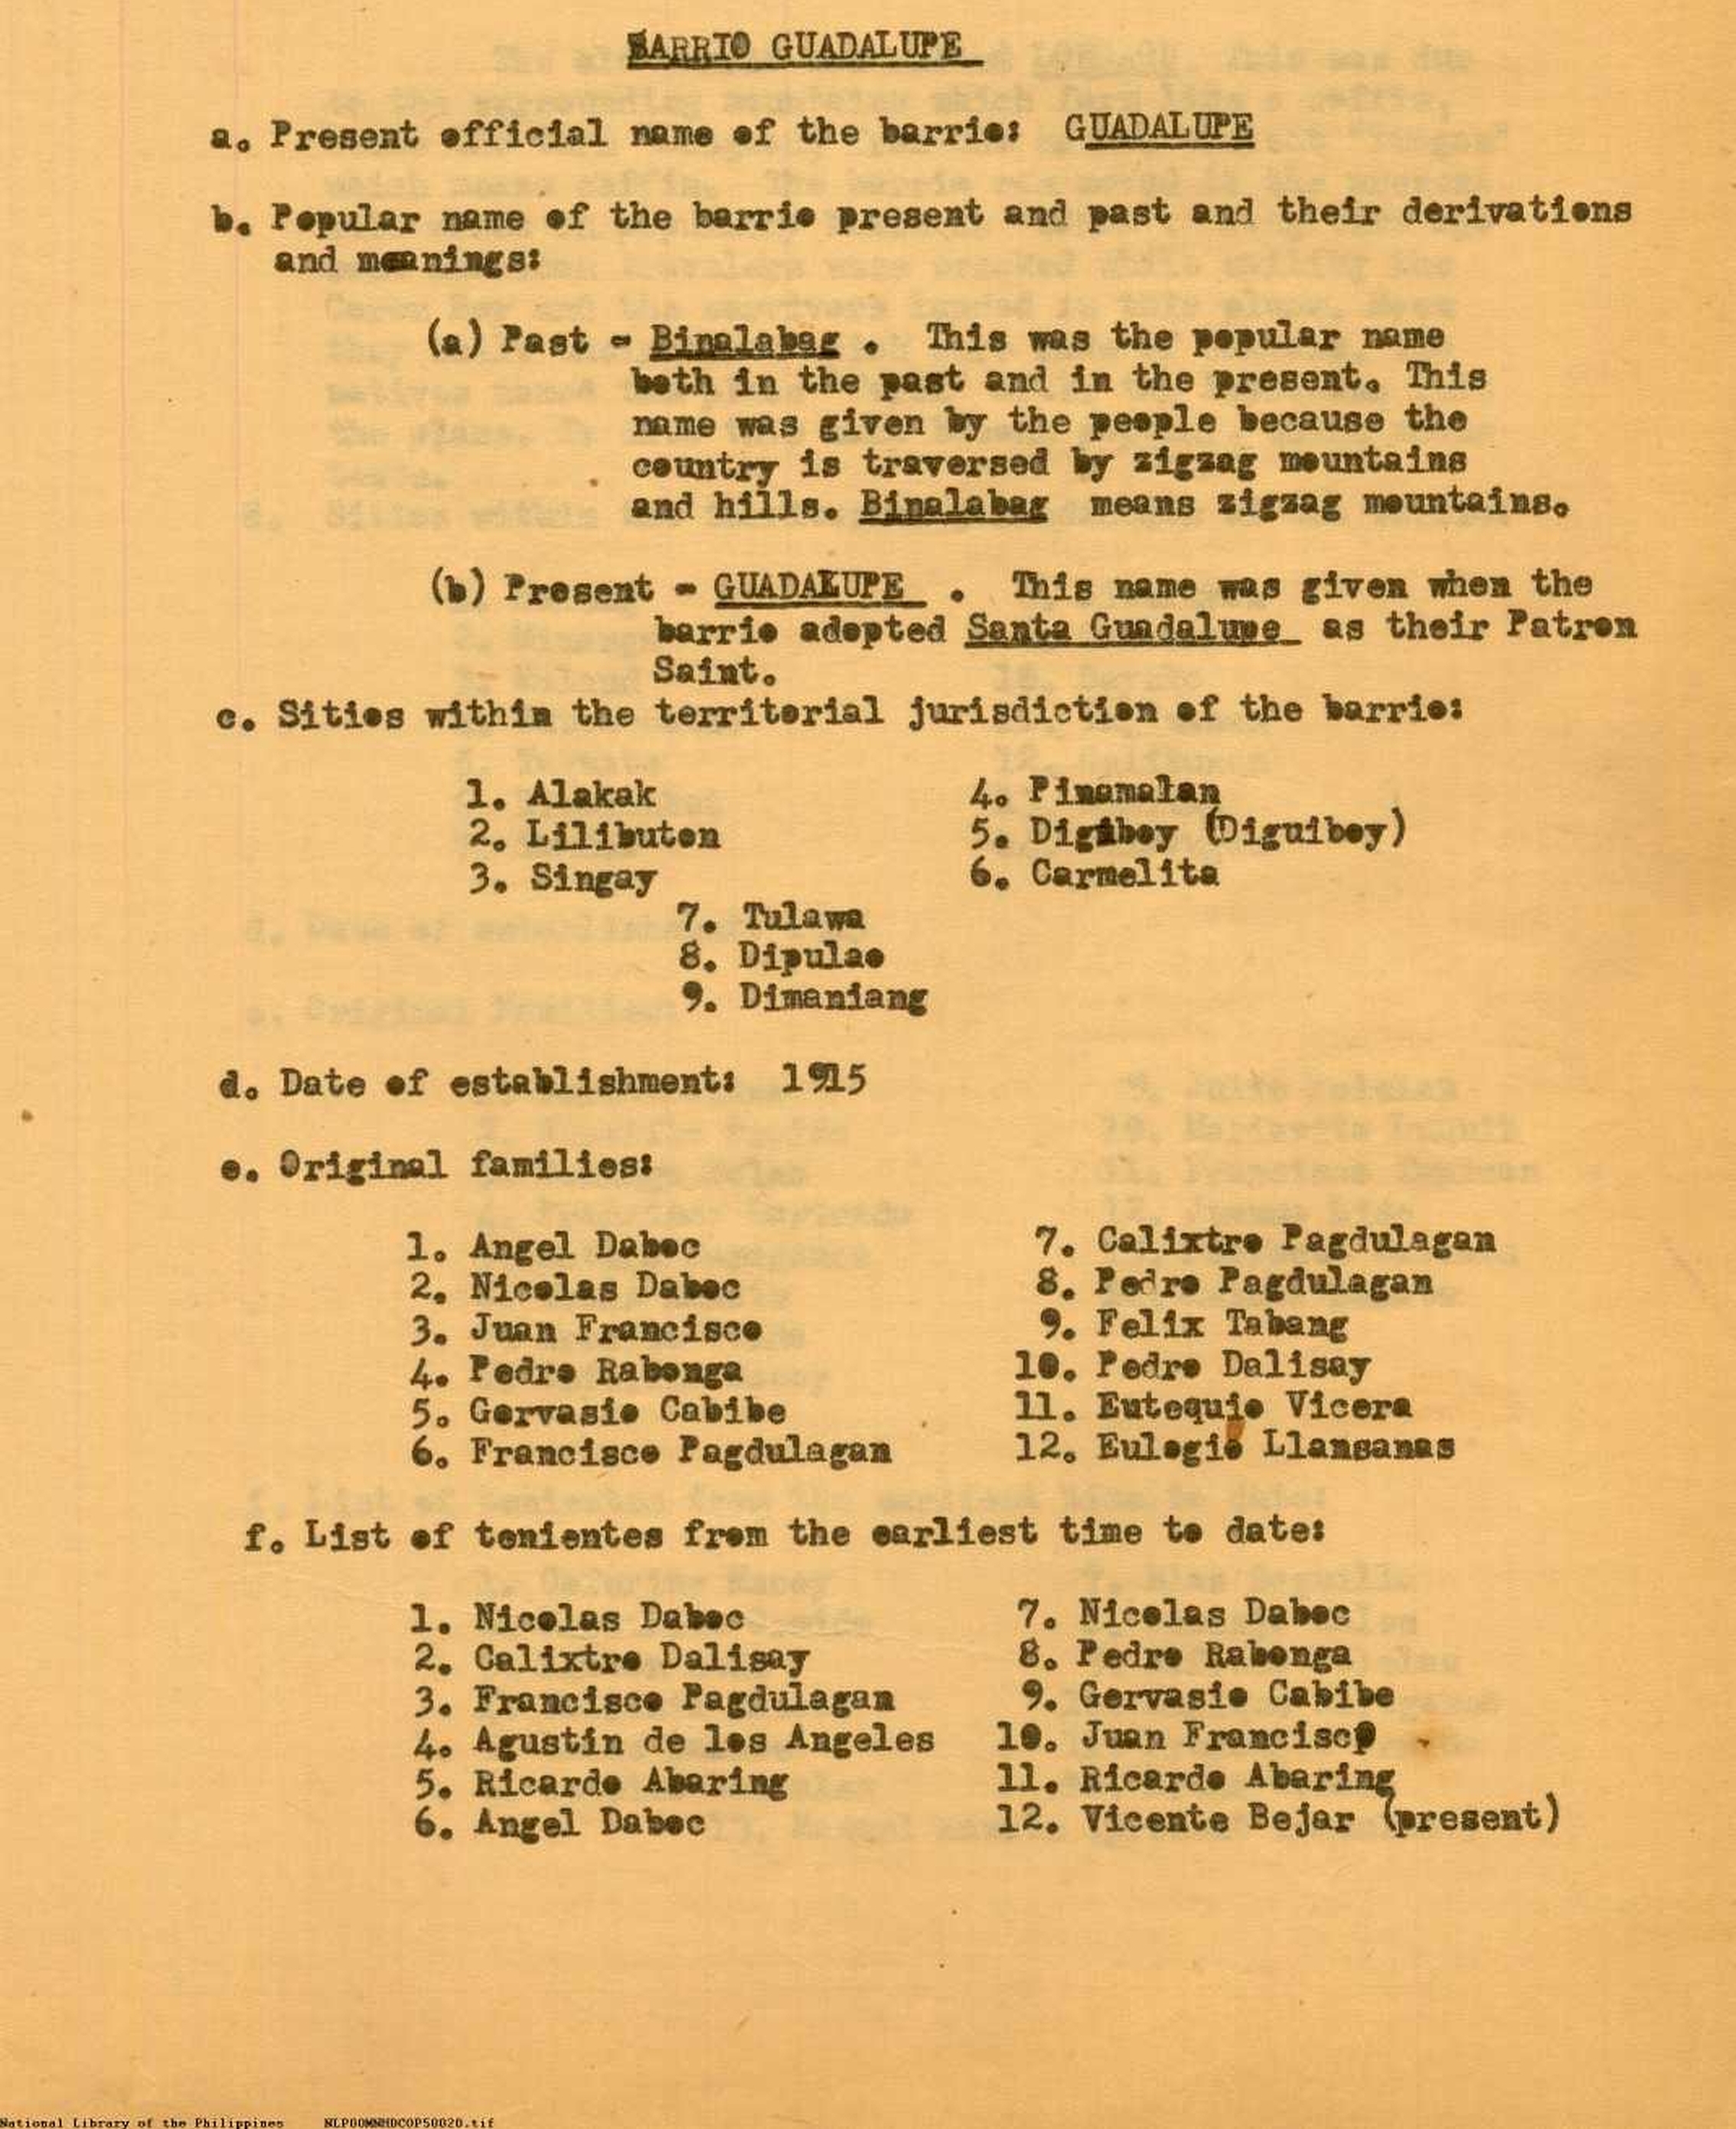 BARRIO GUADALUPE
a. Present official name of the barrio: GUADALUPE
b. Popular name of the barrio present and past and their derivations
and meanings:
(a) Past - Binalabag . This was the popular name
both in the past and in the present. This
name was given by the people because the
country is traversed by zigzag mountains
and hills. Binalabag means zigzag mountains.
(b) Present - GUADALUPE . This name was given when the
barrio adopted Santa Guadalupe as their Patron
Saint.
c. Sitios within the territorial jurisdiction of the barrio:
1. Alakak 4. Pinamalan
2. Lilibuton 5. Digiboy (Diguiboy)
3. Singay 6. Carmelita
7. Tulawa
8. Dipulao
9. Dimaniang
d. Date of establishment: 1915
e. Original families:
1. Angel Daboc 7. Calixtro Pagdulagan
2. Nicolas Daboc 8. Pedro Pagdulagan
3. Juan Francisco 9. Felix Tabang
4. Pedro Rabonga 10. Pedro Dalisay
5. Gervasio Cabibe 11. Eutequio Vicera
6. Francisco Pagdulagan 12. Eulogio Llansanas
f. List of tenientes from the earliest time to date:
1. Nicolas Daboc 7. Nicolas Daboc
2. Calixtro Dalisay 8. Pedro Rabonga
3. Francisco Pagdulagan 9. Gervasio Cabibe
4. Agustin de los Angeles 10. Juan Francisco
5. Ricardo Abaring 11. Ricardo Abaring
6. Angel Daboc 12. Vicente Bejar (present)
National Library of the Philippines NLP00MNHDCOP50020.tif